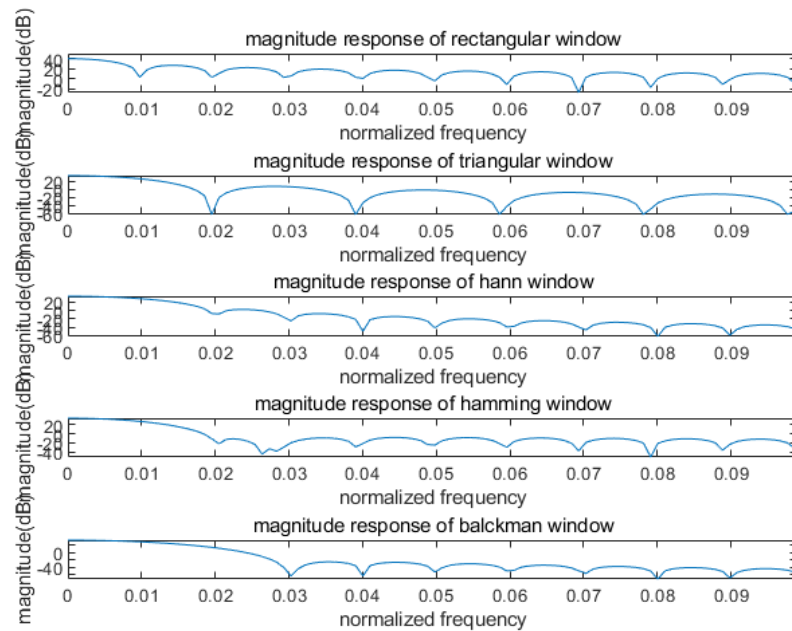 magnitude response of rectangular window
magnitude(dB)
40
20
0
-20
0 0.01 0.02 0.03 0.04 0.05 0.06 0.07 0.08 0.09
normalized frequency
magnitude response of triangular window
magnitude(dB)
20
0
-20
-40
-60
0 0.01 0.02 0.03 0.04 0.05 0.06 0.07 0.08 0.09
normalized frequency
magnitude response of hann window
magnitude(dB)
20
0
-20
-40
-60
0 0.01 0.02 0.03 0.04 0.05 0.06 0.07 0.08 0.09
normalized frequency
magnitude response of hamming window
magnitude(dB)
20
0
-20
-40
0 0.01 0.02 0.03 0.04 0.05 0.06 0.07 0.08 0.09
normalized frequency
magnitude response of balckman window
magnitude(dB)
0
-40
0 0.01 0.02 0.03 0.04 0.05 0.06 0.07 0.08 0.09
normalized frequency